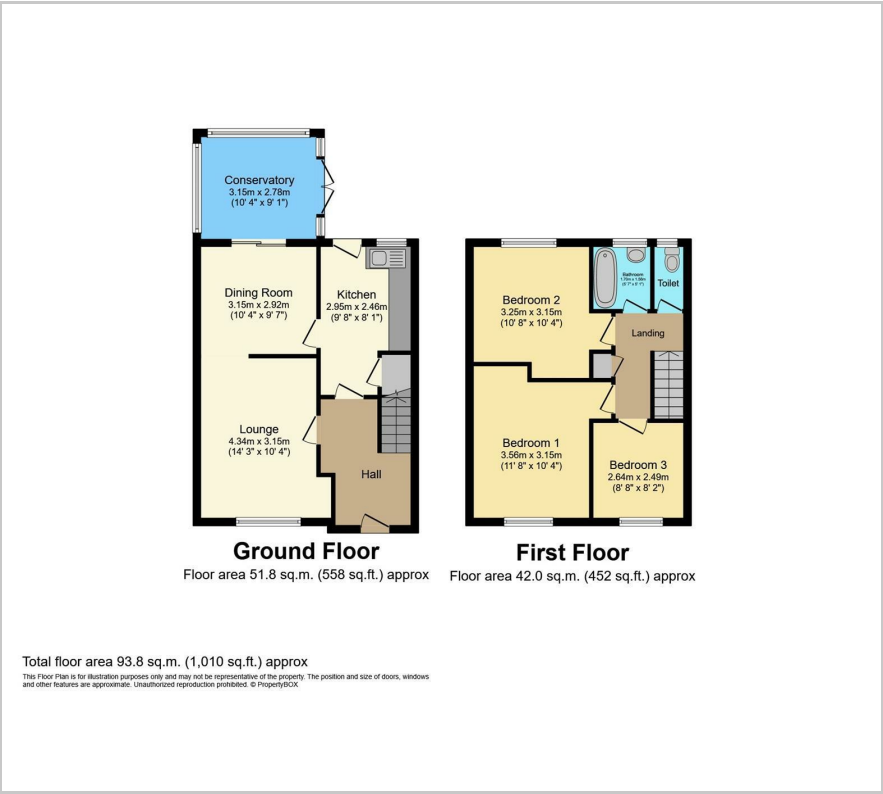 Conservatory
3.15m x 2.78m
(10' 4" x 9' 1")
Dining Room
3.15m x 2.92m
(10' 4" x 9' 7")
Kitchen
2.95m x 2.46m
(9' 8" x 8' 1")
Lounge
4.34m x 3.15m
(14' 3" x 10' 4")
Hall
Ground Floor
Floor area 51.8 sq.m. (558 sq.ft.) approx
Bedroom 2
3.25m x 3.15m
(10' 8" x 10' 4")
Bathroom
Toilet
Landing
Bedroom 1
3.56m x 3.15m
(11' 8" x 10' 4")
Bedroom 3
2.64m x 2.49m
(8' 8" x 8' 2")
First Floor
Floor area 42.0 sq.m. (452 sq.ft.) approx
Total floor area 93.8 sq.m. (1,010 sq.ft.) approx
This Floor Plan is for illustration purposes only and may not be representative of the property. The position and size of doors, windows
and other features are approximate. Unauthorized reproduction prohibited. © PropertyBOX